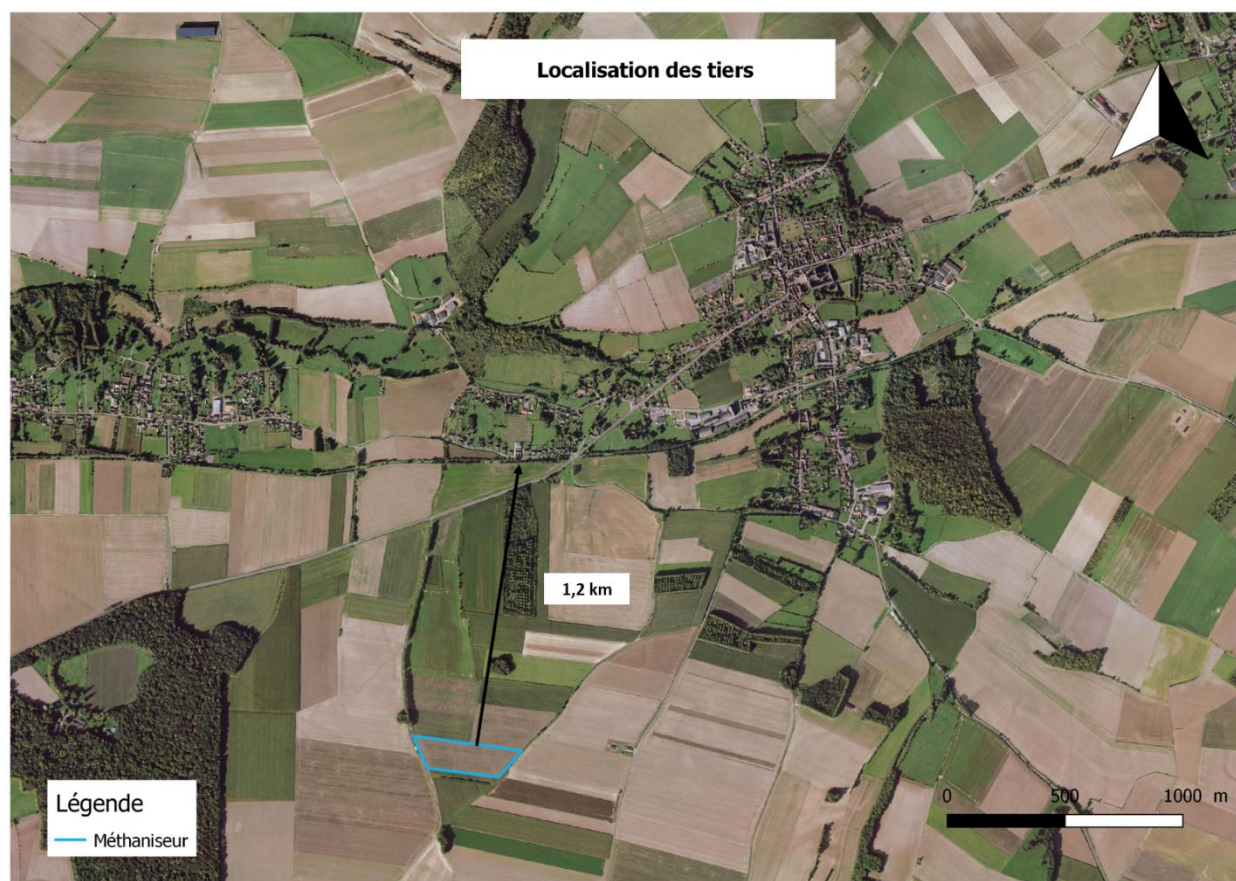 Localisation des tiers
1,2 km
Légende
Méthaniseur
0 500 1000 m